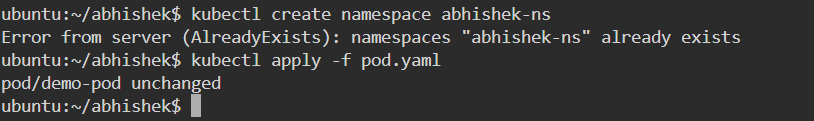 ubuntu:~/abhishek$ kubectl create namespace abhishek-ns
Error from server (AlreadyExists): namespaces "abhishek-ns" already exists
ubuntu:~/abhishek$ kubectl apply -f pod.yaml
pod/demo-pod unchanged
ubuntu:~/abhishek$